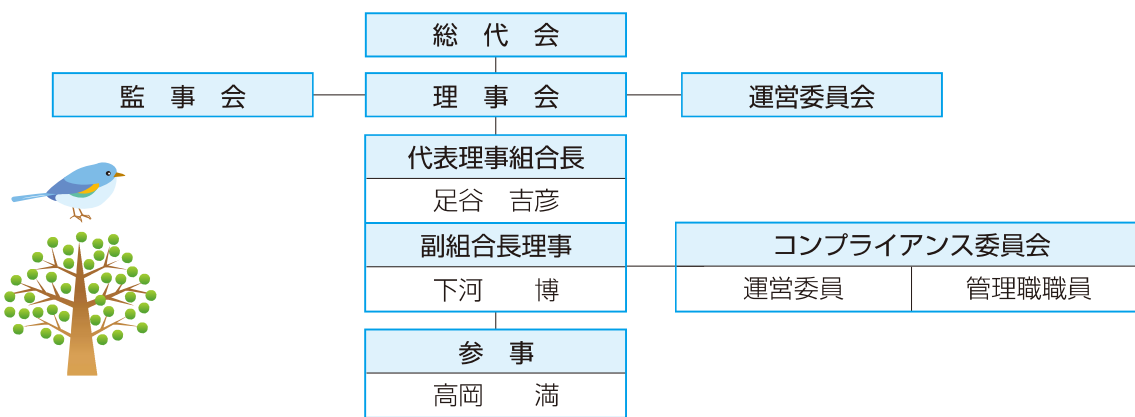 総　代　会
監　事　会
理　事　会
運営委員会
代表理事組合長
足谷　吉彦
副組合長理事
下河　　博
コンプライアンス委員会
運営委員
管理職職員
参　事
高岡　　満